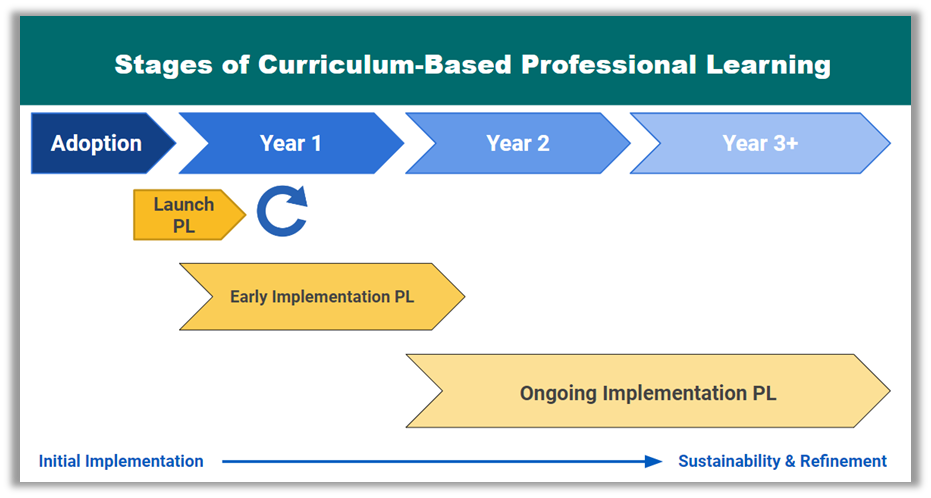 Stages of Curriculum-Based Professional Learning
Adoption
Year 1
Year 2
Year 3+
Launch
PL
Early Implementation PL
Ongoing Implementation PL
Initial Implementation
Sustainability & Refinement